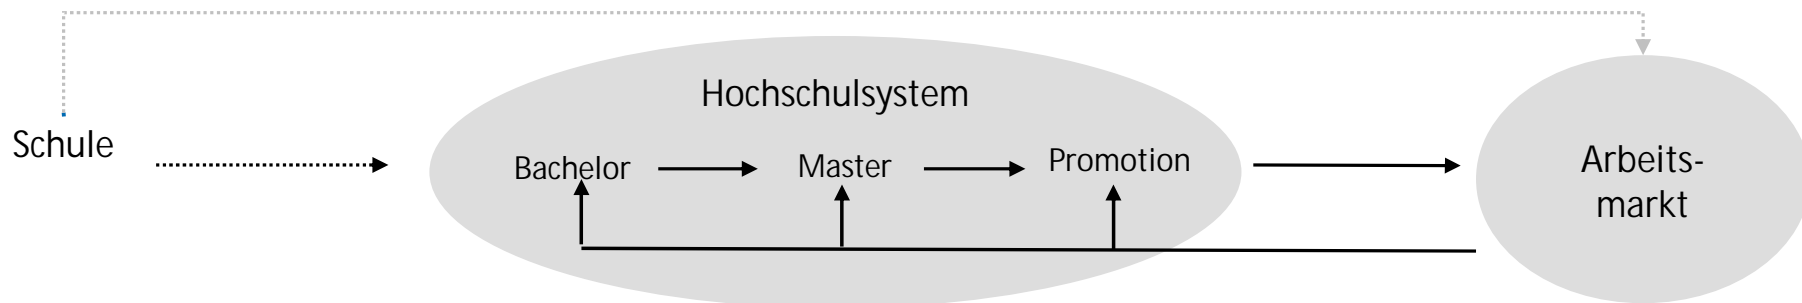 Hochschulsystem
Schule
Bachelor
Master
Promotion
Arbeits-
markt